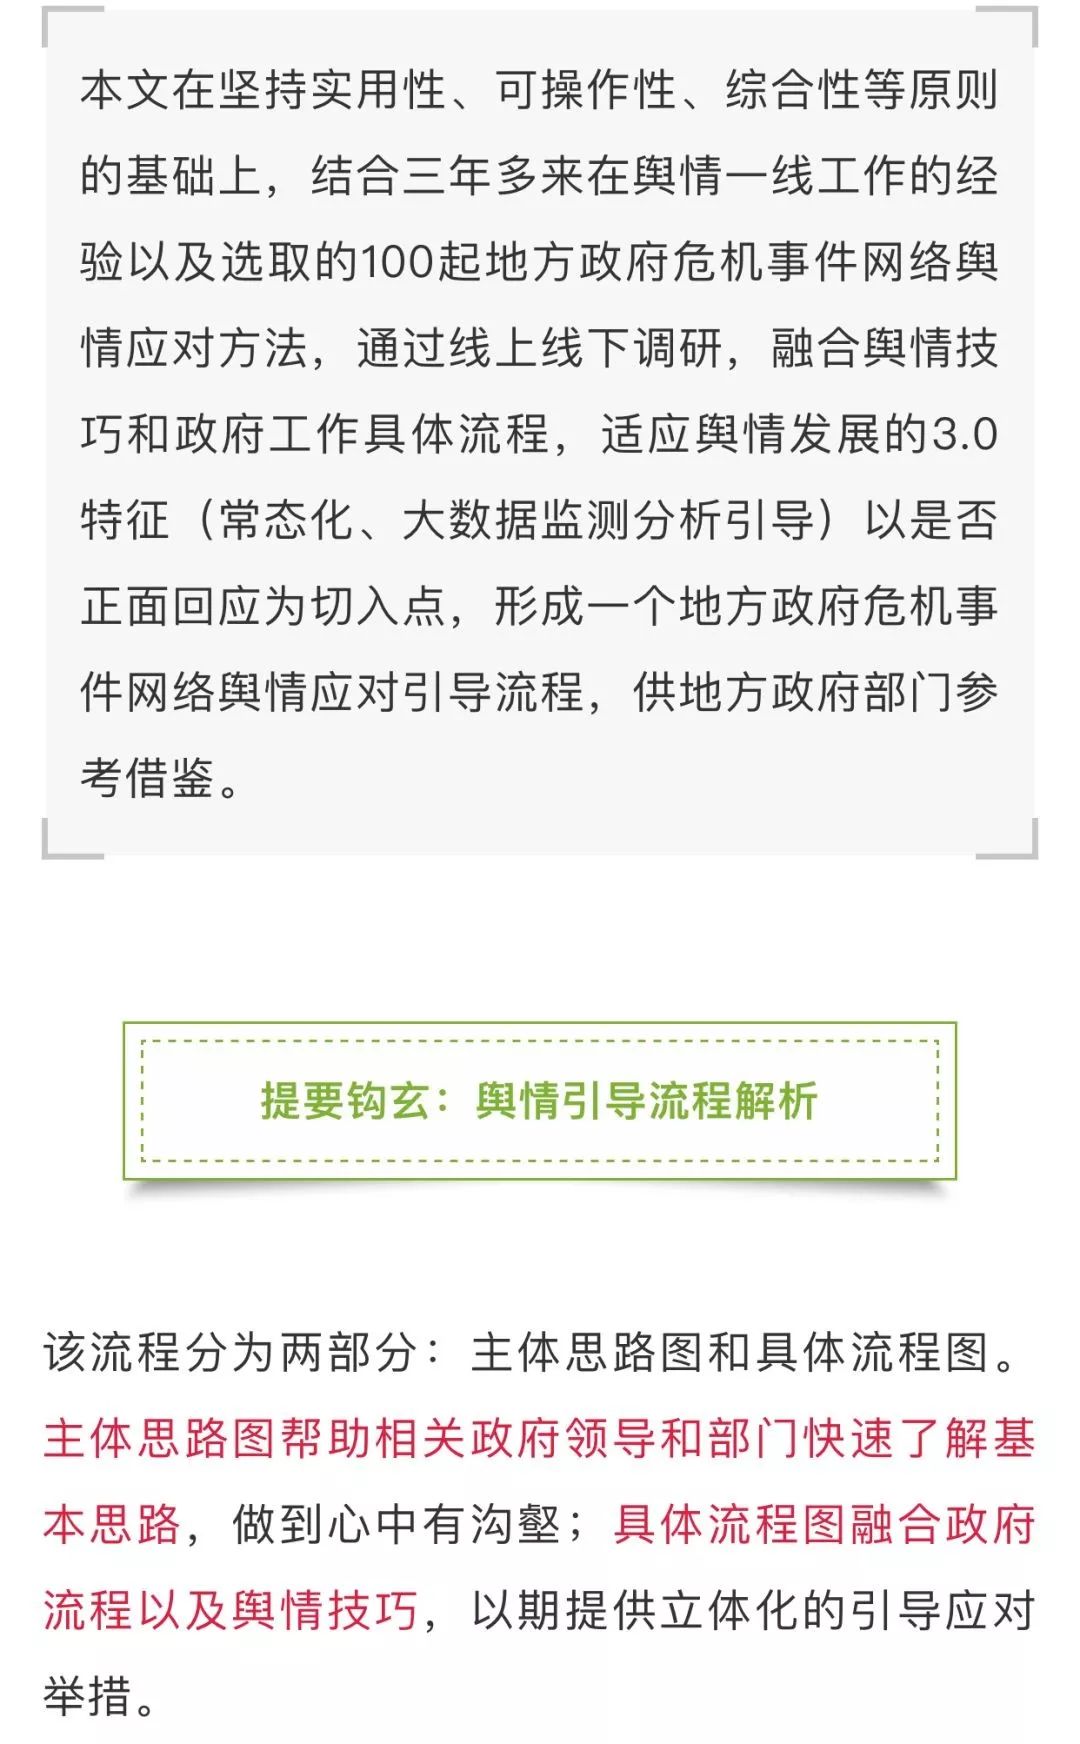 本文在坚持实用性、可操作性、综合性等原则
的基础上，结合三年多来在舆情一线工作的经
验以及选取的100起地方政府危机事件网络舆
情应对方法，通过线上线下调研，融合舆情技
巧和政府工作具体流程，适应舆情发展的3.0
特征（常态化、大数据监测分析引导）以是否
正面回应为切入点，形成一个地方政府危机事
件网络舆情应对引导流程，供地方政府部门参
考借鉴。
提要钩玄：舆情引导流程解析
该流程分为两部分：主体思路图和具体流程图。
主体思路图帮助相关政府领导和部门快速了解基
本思路，做到心中有沟壑；具体流程图融合政府
流程以及舆情技巧，以期提供立体化的引导应对
举措。